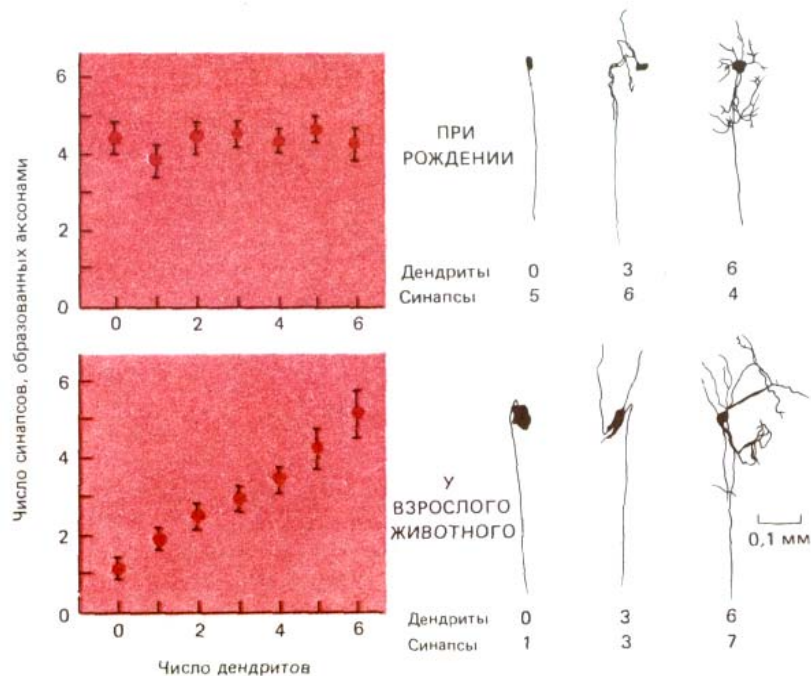 Число синапсов, образованных аксонами
6
4
2
0
0 2 4 6
ПРИ
РОЖДЕНИИ
Дендриты 0 3 6
Синапсы 5 6 4
6
4
2
0
0 2 4 6
Число дендритов
У
ВЗРОСЛОГО
ЖИВОТНОГО
0,1 мм
Дендриты 0 3 6
Синапсы 1 3 7